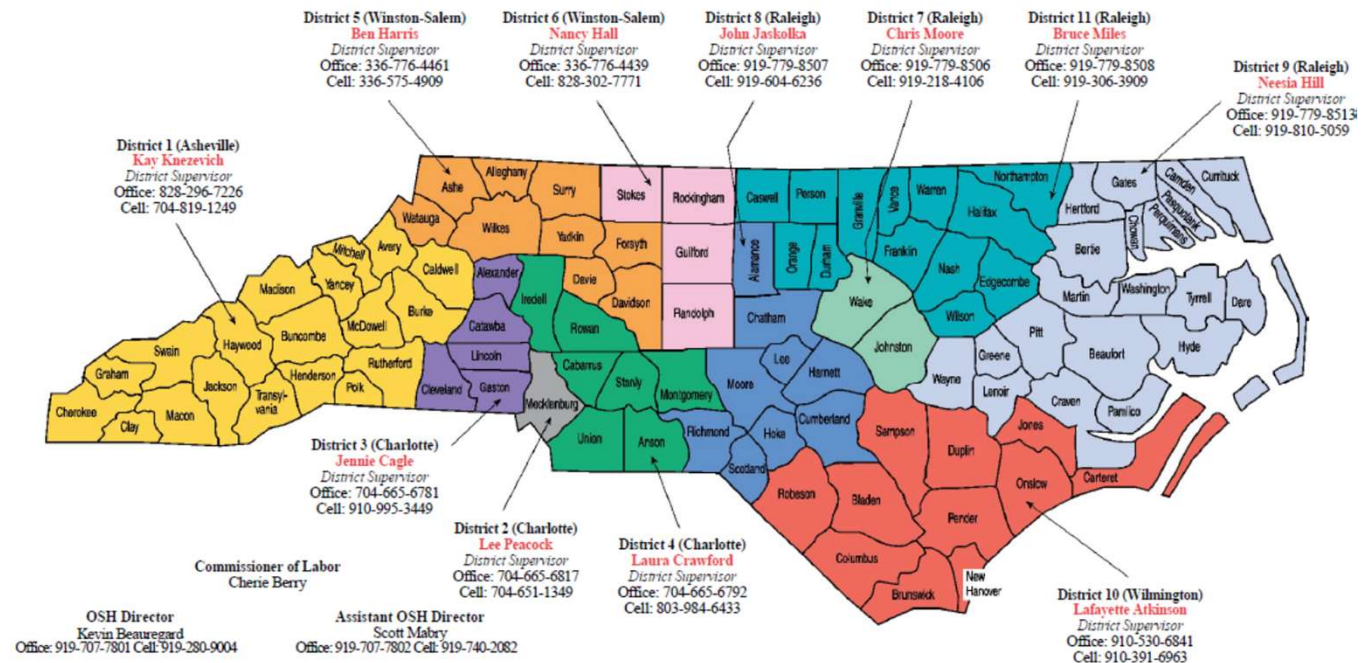 District 5 (Winston-Salem)
Ben Harris
District Supervisor
Office: 336-776-4461
Cell: 336-575-4909
District 6 (Winston-Salem)
Nancy Hall
District Supervisor
Office: 336-776-4439
Cell: 828-302-7771
District 8 (Raleigh)
John Jaskolka
District Supervisor
Office: 919-779-8507
Cell: 919-604-6236
District 7 (Raleigh)
Chris Moore
District Supervisor
Office: 919-779-8506
Cell: 919-218-4106
District 11 (Raleigh)
Bruce Miles
District Supervisor
Office: 919-779-8508
Cell: 919-306-3909
District 9 (Raleigh)
Neesia Hill
District Supervisor
Office: 919-779-8513
Cell: 919-810-5059
District 1 (Asheville)
Kay Knezevich
District Supervisor
Office: 828-296-7226
Cell: 704-819-1249
Ashe
Alleghany
Surry
Stokes
Rockingham
Caswell
Person
Granville
Vance
Warren
Northampton
Halifax
Hertford
Gates
Camden
Currituck
Pasquotank
Perquimans
Chowan
Watauga
Wilkes
Yadkin
Forsyth
Guilford
Alamance
Orange
Durham
Franklin
Nash
Edgecombe
Bertie
Mitchell
Avery
Caldwell
Alexander
Iredell
Davie
Davidson
Randolph
Chatham
Wake
Wilson
Martin
Washington
Tyrrell
Dare
Madison
Yancey
McDowell
Burke
Catawba
Rowan
Johnston
Pitt
Beaufort
Hyde
Swain
Haywood
Buncombe
Rutherford
Lincoln
Cabarrus
Stanly
Montgomery
Moore
Lee
Harnett
Wayne
Greene
Lenoir
Craven
Pamlico
Graham
Jackson
Henderson
Polk
Cleveland
Gaston
Mecklenburg
Transyl-
vania
Cherokee
Clay
Macon
Union
Anson
Richmond
Hoke
Cumberland
Scotland
Sampson
Duplin
Jones
Onslow
Carteret
Robeson
Bladen
Pender
Columbus
Brunswick
New
Hanover
District 3 (Charlotte)
Jennie Cagle
District Supervisor
Office: 704-665-6781
Cell: 910-995-3449
District 2 (Charlotte)
Lee Peacock
District Supervisor
Office: 704-665-6817
Cell: 704-651-1349
District 4 (Charlotte)
Laura Crawford
District Supervisor
Office: 704-665-6792
Cell: 803-984-6433
District 10 (Wilmington)
Lafayette Atkinson
District Supervisor
Office: 910-530-6841
Cell: 910-391-6963
Commissioner of Labor
Cherie Berry
OSH Director
Kevin Beauregard
Office: 919-707-7801 Cell: 919-280-9004
Assistant OSH Director
Scott Mabry
Office: 919-707-7802 Cell: 919-740-2082